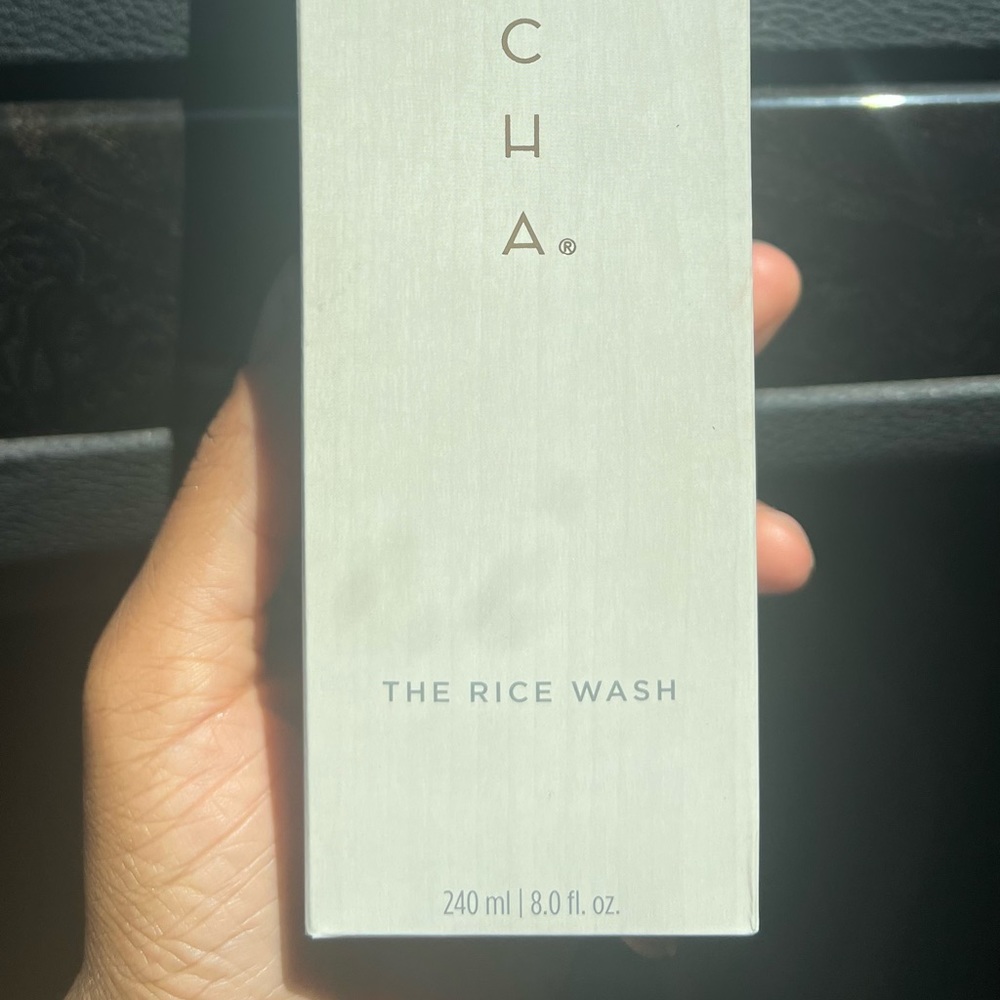 C
H
A®
THE RICE WASH
240 ml | 8.0 fl. oz.